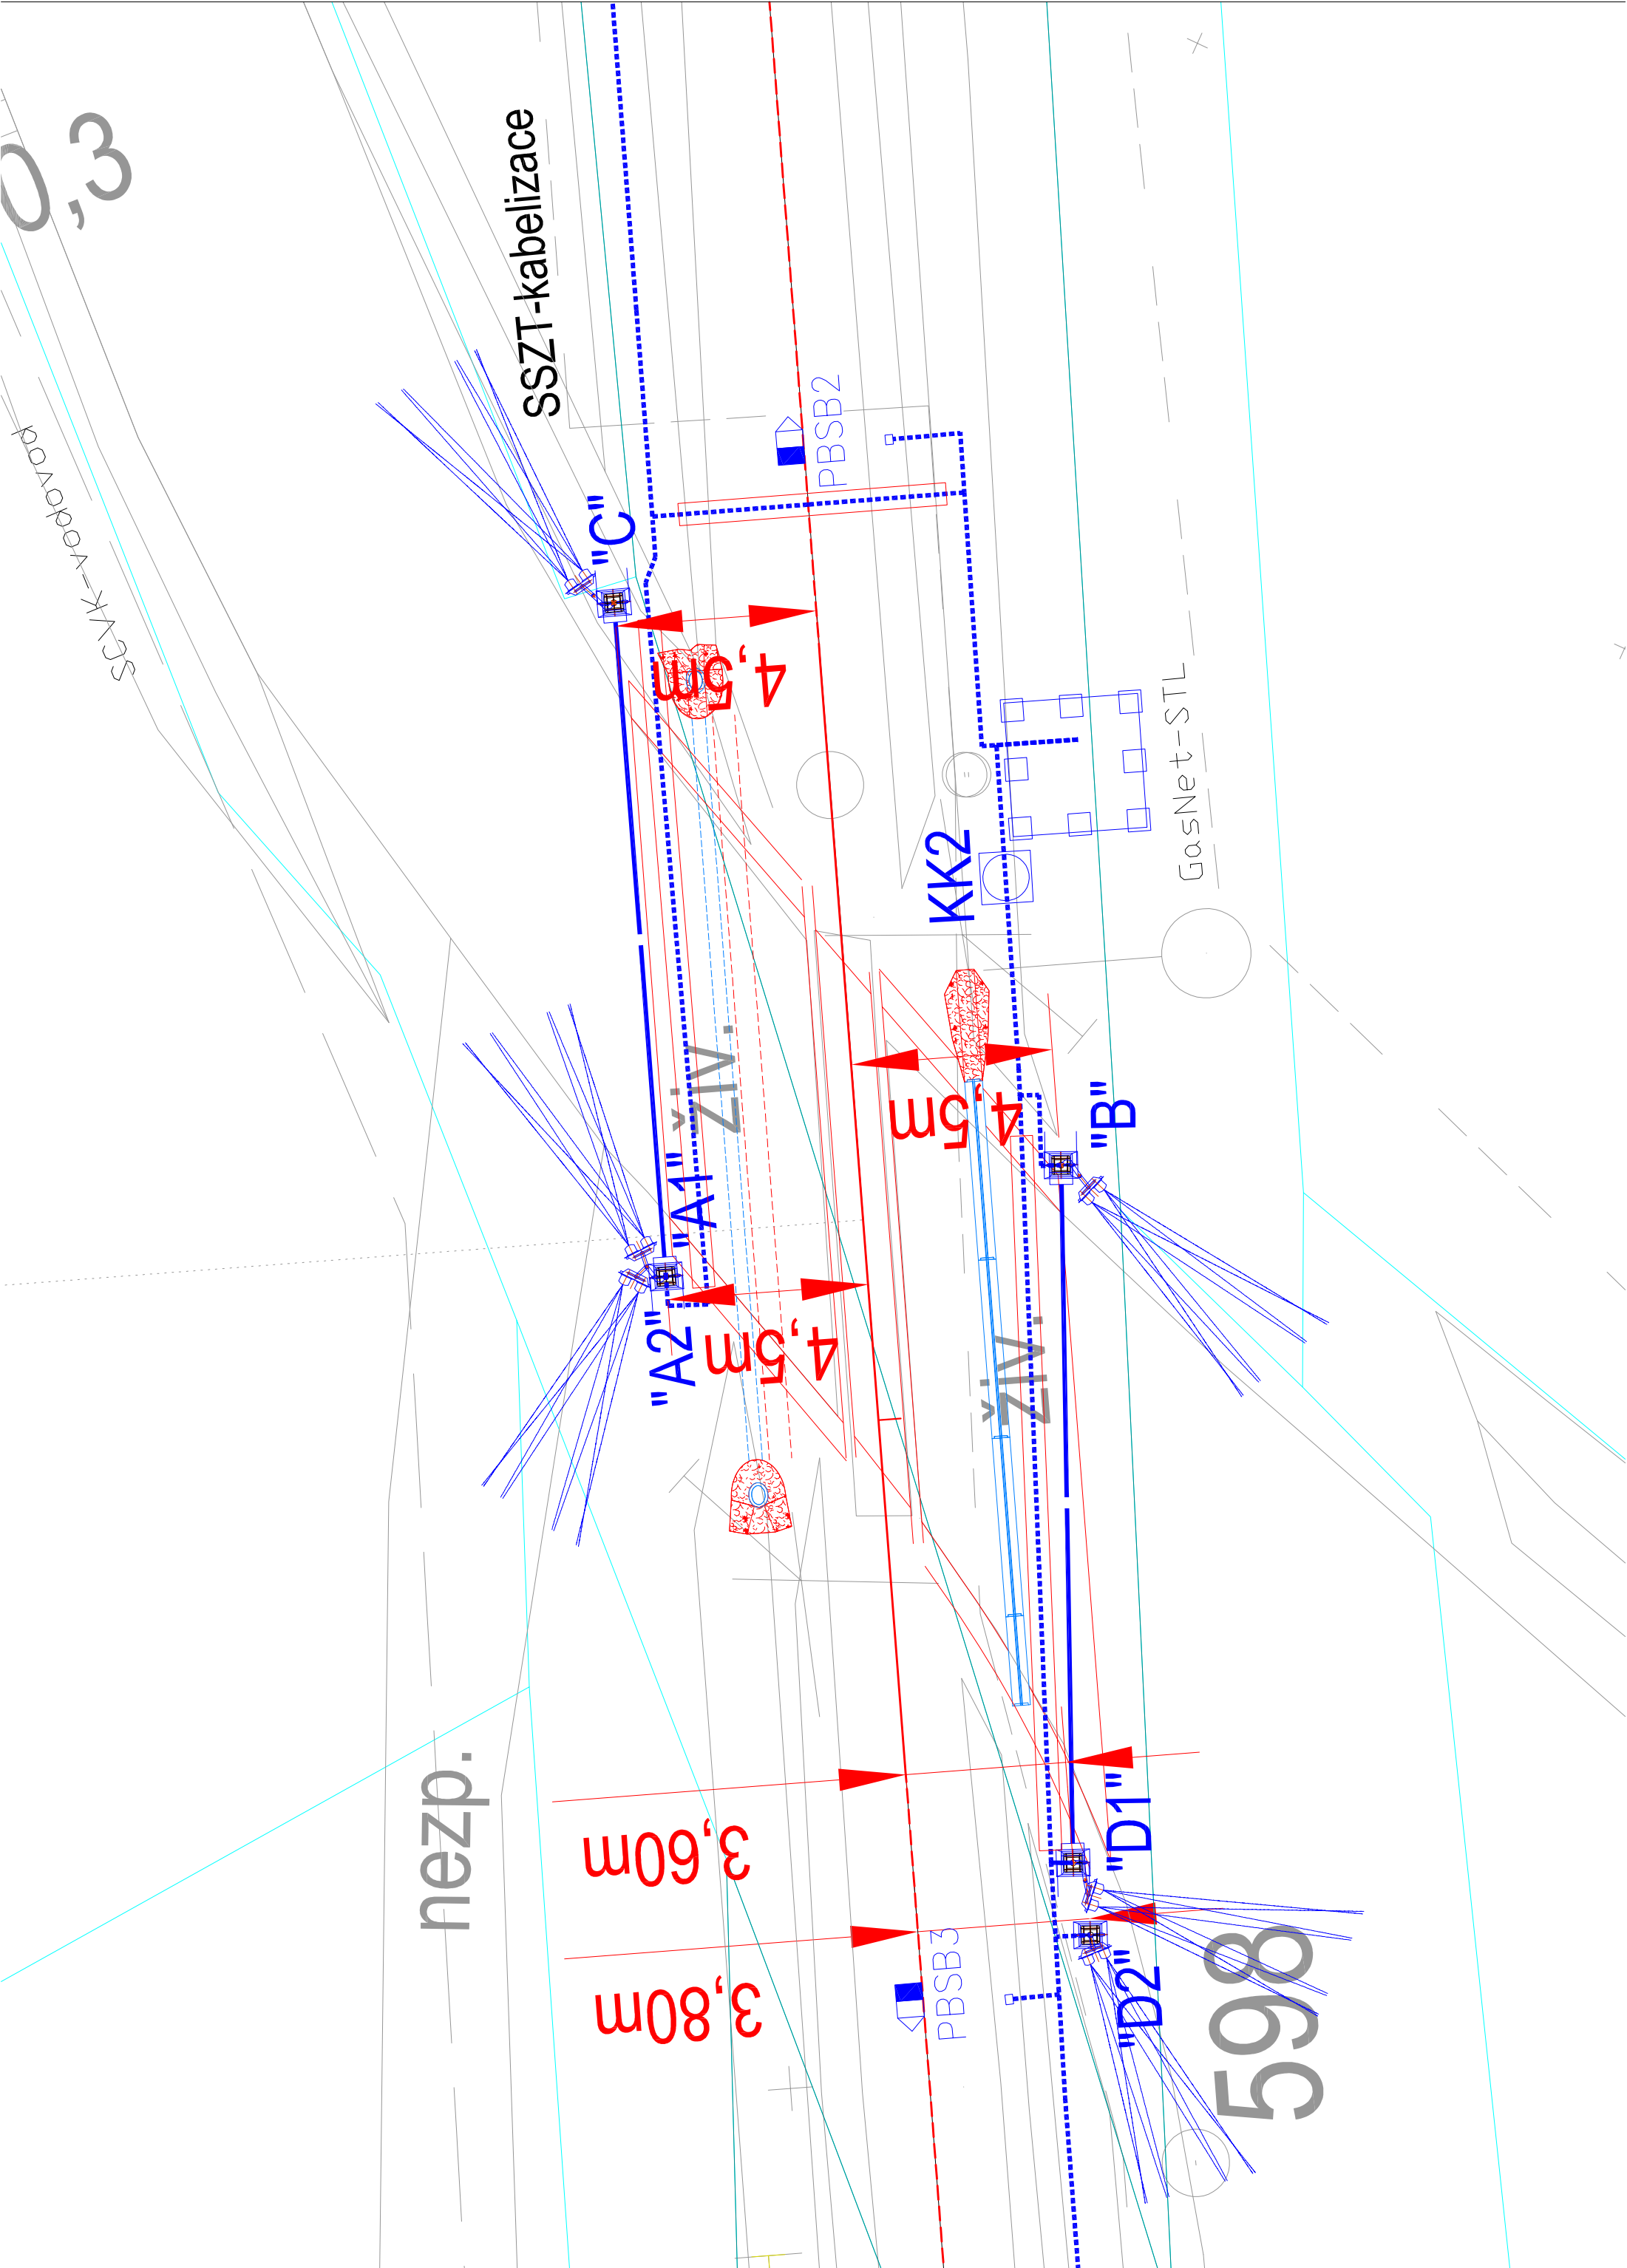 0,3
SSZT-kabelizace
SčVK-vodovod
PBSB2
"C"
4,5m
GasNet-STL
KK2
živ.
4,5m
"B"
"A1"
"A2"
4,5m
živ.
nezp.
"D1"
3,60m
PBSB3
598
"D2"
3,80m